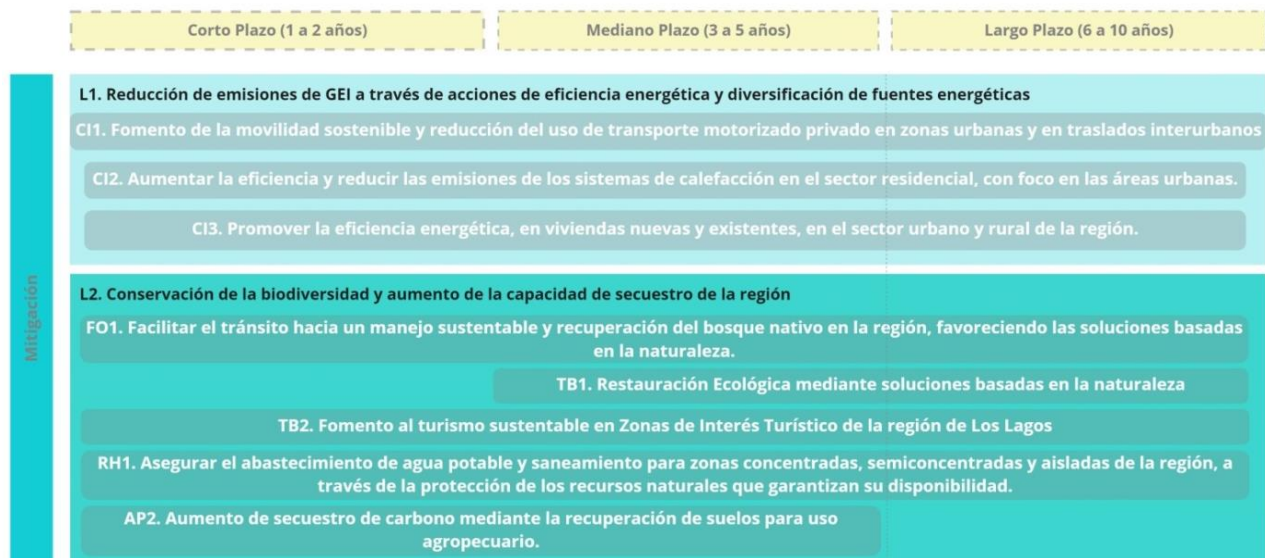 Corto Plazo (1 a 2 años)
Mediano Plazo (3 a 5 años)
Largo Plazo (6 a 10 años)
Mitigación
L1. Reducción de emisiones de GEI a través de acciones de eficiencia energética y diversificación de fuentes energéticas
CI1. Fomento de la movilidad sostenible y reducción del uso de transporte motorizado privado en zonas urbanas y en traslados interurbanos
CI2. Aumentar la eficiencia y reducir las emisiones de los sistemas de calefacción en el sector residencial, con foco en las áreas urbanas.
CI3. Promover la eficiencia energética, en viviendas nuevas y existentes, en el sector urbano y rural de la región.
L2. Conservación de la biodiversidad y aumento de la capacidad de secuestro de la región
FO1. Facilitar el tránsito hacia un manejo sustentable y recuperación del bosque nativo en la región, favoreciendo las soluciones basadas
en la naturaleza.
TB1. Restauración Ecológica mediante soluciones basadas en la naturaleza
TB2. Fomento al turismo sustentable en Zonas de Interés Turístico de la región de Los Lagos
RH1. Asegurar el abastecimiento de agua potable y saneamiento para zonas concentradas, semiconcentradas y aisladas de la región, a
través de la protección de los recursos naturales que garantizan su disponibilidad.
AP2. Aumento de secuestro de carbono mediante la recuperación de suelos para uso
agropecuario.